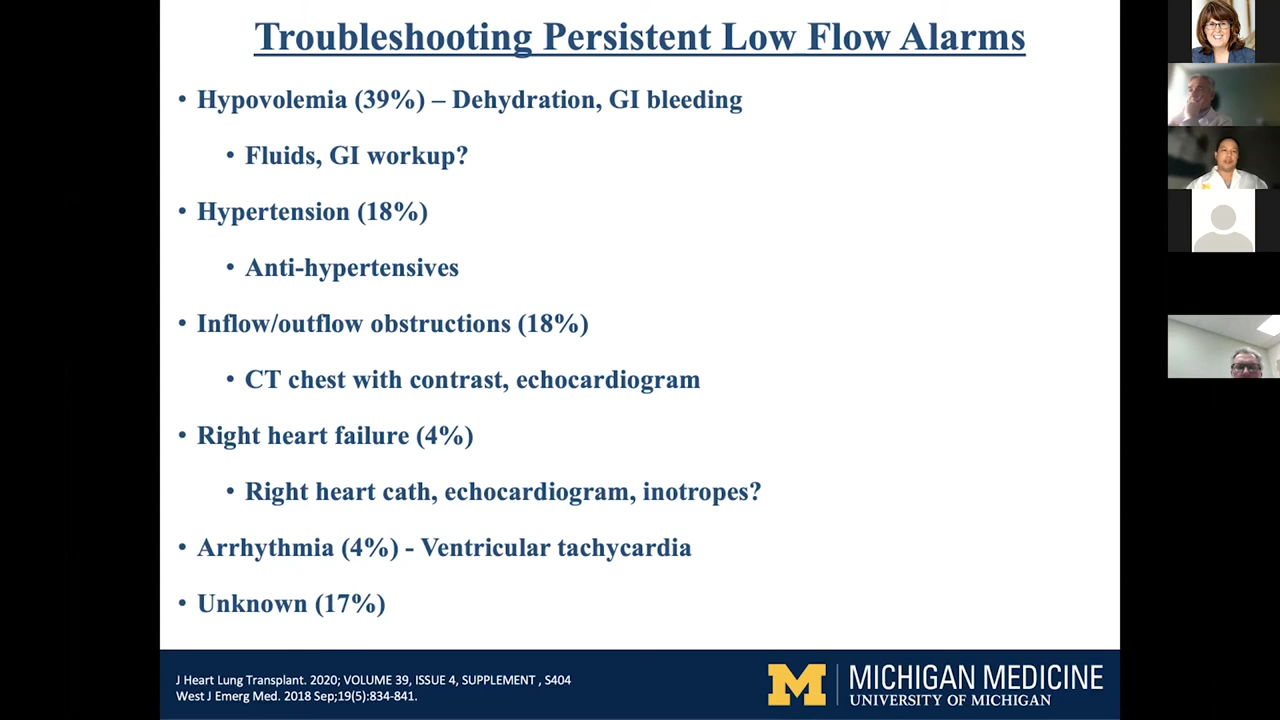 Troubleshooting Persistent Low Flow Alarms
• Hypovolemia (39%) – Dehydration, GI bleeding
• Fluids, GI workup?
• Hypertension (18%)
• Anti-hypertensives
• Inflow/outflow obstructions (18%)
• CT chest with contrast, echocardiogram
• Right heart failure (4%)
• Right heart cath, echocardiogram, inotropes?
• Arrhythmia (4%) - Ventricular tachycardia
• Unknown (17%)
J Heart Lung Transplant. 2020; VOLUME 39, ISSUE 4, SUPPLEMENT , S404
West J Emerg Med. 2018 Sep;19(5):834-841.
M
MICHIGAN MEDICINE
UNIVERSITY OF MICHIGAN